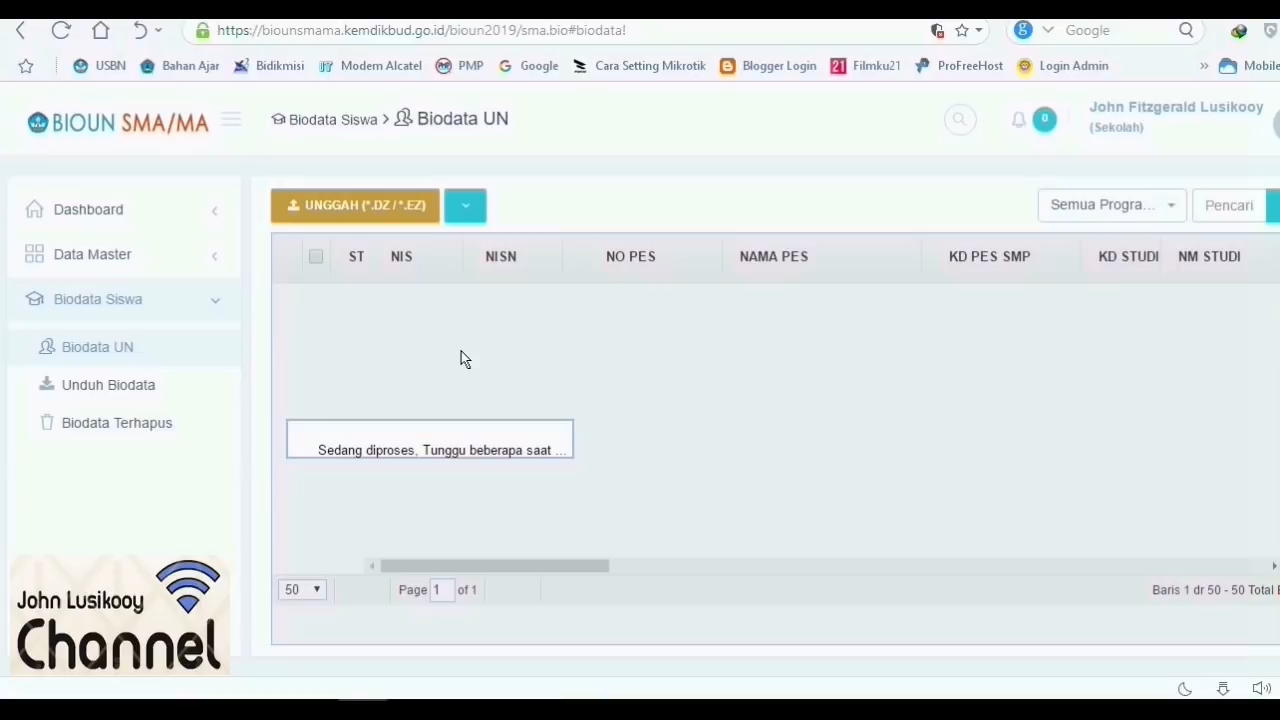 https://biounsmama.kemdikbud.go.id/bioun2019/sma.bio#biodata!
Google
USBN Bahan Ajar Bidikmisi Modem Alcatel PMP Google Cara Setting Mikrotik Blogger Login 21 Filmku21 ProFreeHost Login Admin » Mobile
BIOUN SMA/MA
Biodata Siswa > Biodata UN
0
John Fitzgerald Lusikooy
(Sekolah)
Dashboard
Data Master
Biodata Siswa
Biodata UN
Unduh Biodata
Biodata Terhapus
UNGGAH (*.DZ / *.EZ)
Semua Progra...
Pencari
ST NIS NISN NO PES NAMA PES KD PES SMP KD STUDI NM STUDI
Sedang diproses, Tunggu beberapa saat ...
50 Page 1 of 1
Baris 1 dr 50 - 50 Total
John Lusikooy
Channel